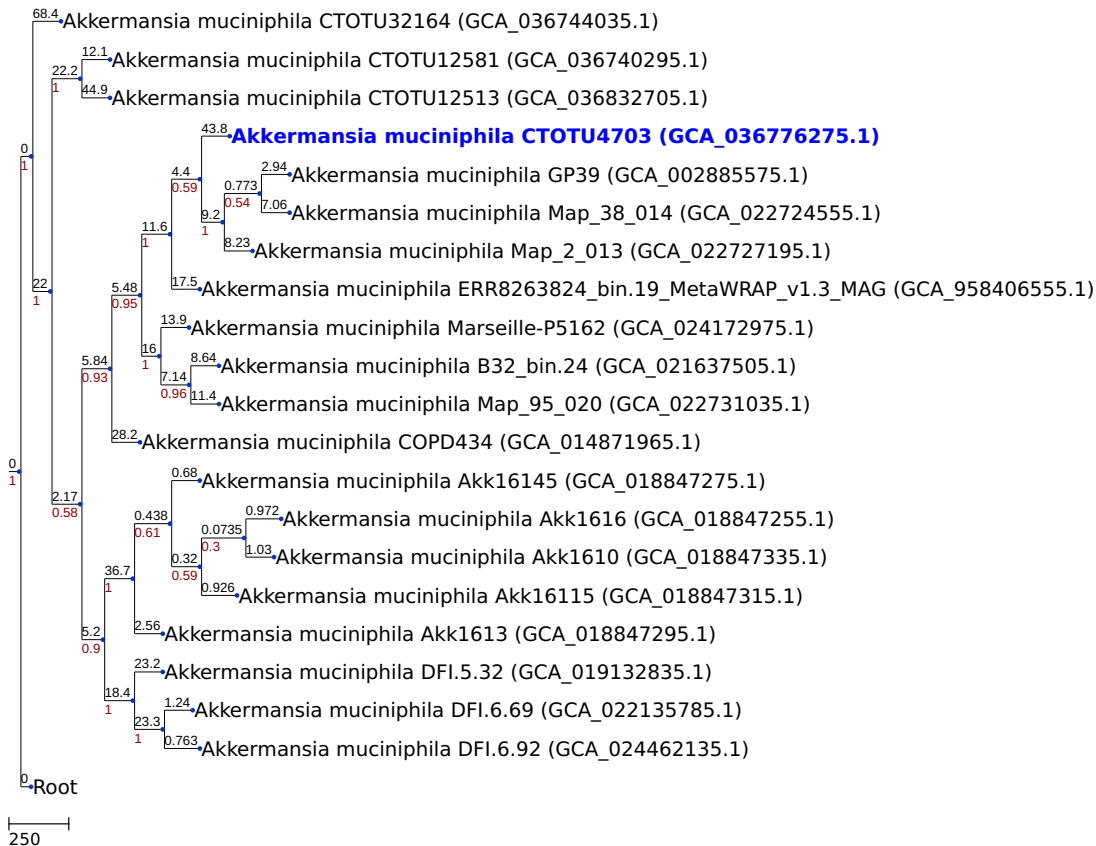 68.4
Akkermansia muciniphila CTOTU32164 (GCA_036744035.1)
12.1
Akkermansia muciniphila CTOTU12581 (GCA_036740295.1)
22.2
1
44.9
Akkermansia muciniphila CTOTU12513 (GCA_036832705.1)
43.8
Akkermansia muciniphila CTOTU4703 (GCA_036776275.1)
0
1
4.4
0.59
2.94
Akkermansia muciniphila GP39 (GCA_002885575.1)
0.773
0.54
7.06
Akkermansia muciniphila Map_38_014 (GCA_022724555.1)
9.2
1
8.23
Akkermansia muciniphila Map_2_013 (GCA_022727195.1)
11.6
1
17.5
Akkermansia muciniphila ERR8263824_bin.19_MetaWRAP_v1.3_MAG (GCA_958406555.1)
22
1
5.48
0.95
13.9
Akkermansia muciniphila Marseille-P5162 (GCA_024172975.1)
16
1
8.64
Akkermansia muciniphila B32_bin.24 (GCA_021637505.1)
5.84
0.93
7.14
0.96
11.4
Akkermansia muciniphila Map_95_020 (GCA_022731035.1)
28.2
Akkermansia muciniphila COPD434 (GCA_014871965.1)
0
1
0.68
Akkermansia muciniphila Akk16145 (GCA_018847275.1)
2.17
0.58
0.438
0.61
0.972
Akkermansia muciniphila Akk1616 (GCA_018847255.1)
0.0735
0.3
1.03
Akkermansia muciniphila Akk1610 (GCA_018847335.1)
0.32
0.59
0.926
Akkermansia muciniphila Akk16115 (GCA_018847315.1)
36.7
1
2.56
Akkermansia muciniphila Akk1613 (GCA_018847295.1)
5.2
0.9
23.2
Akkermansia muciniphila DFI.5.32 (GCA_019132835.1)
18.4
1
1.24
Akkermansia muciniphila DFI.6.69 (GCA_022135785.1)
23.3
1
0.763
Akkermansia muciniphila DFI.6.92 (GCA_024462135.1)
0
Root
250